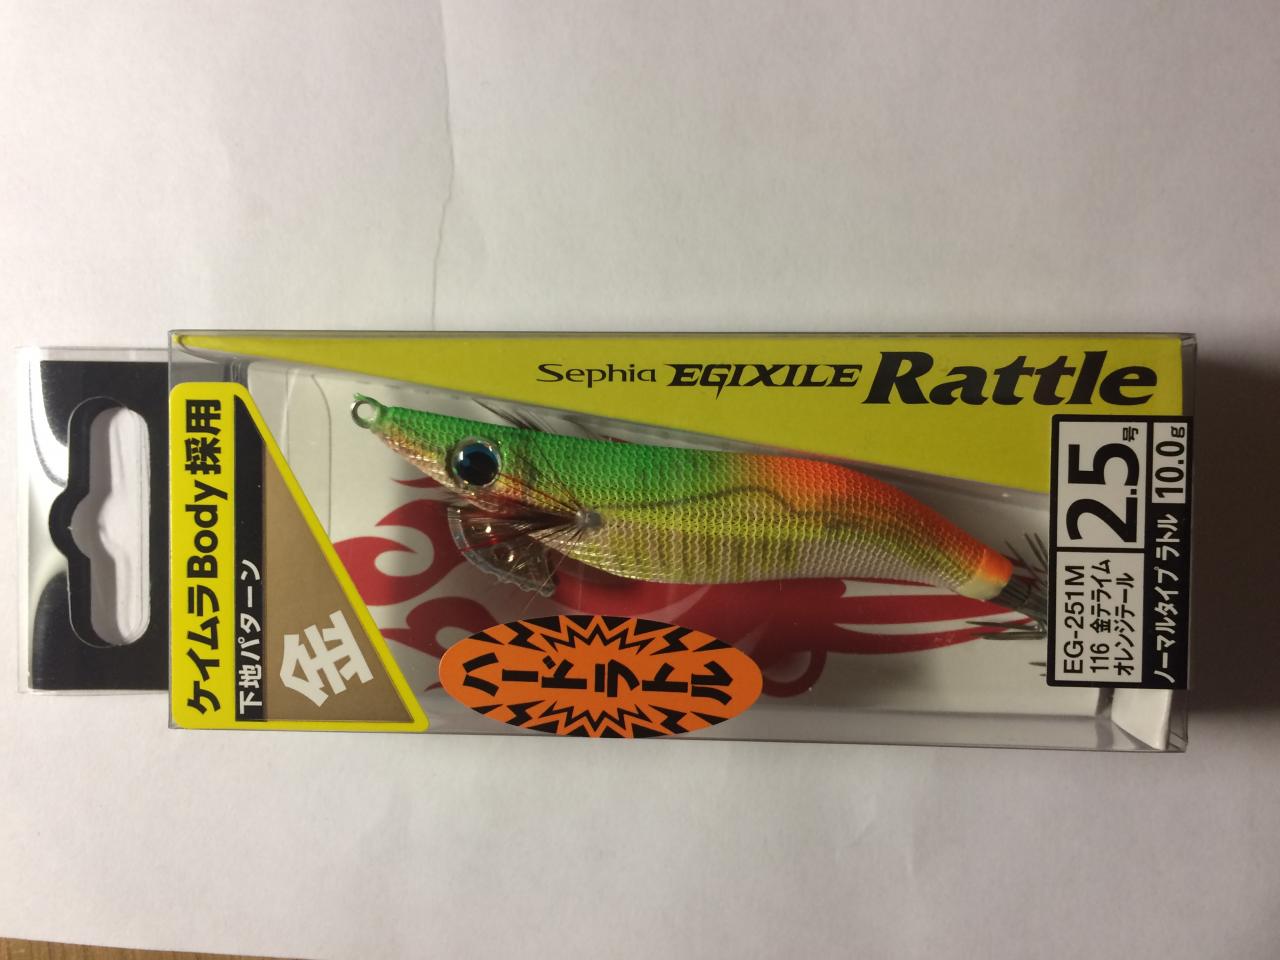 Sephia EGIXILE Rattle
ケイムラBody採用
下地パターン
金
ハードラトル
EG-251M
116 金テライム
オレンジテール
2.5号
ノーマルタイプ ラトル 10.0g